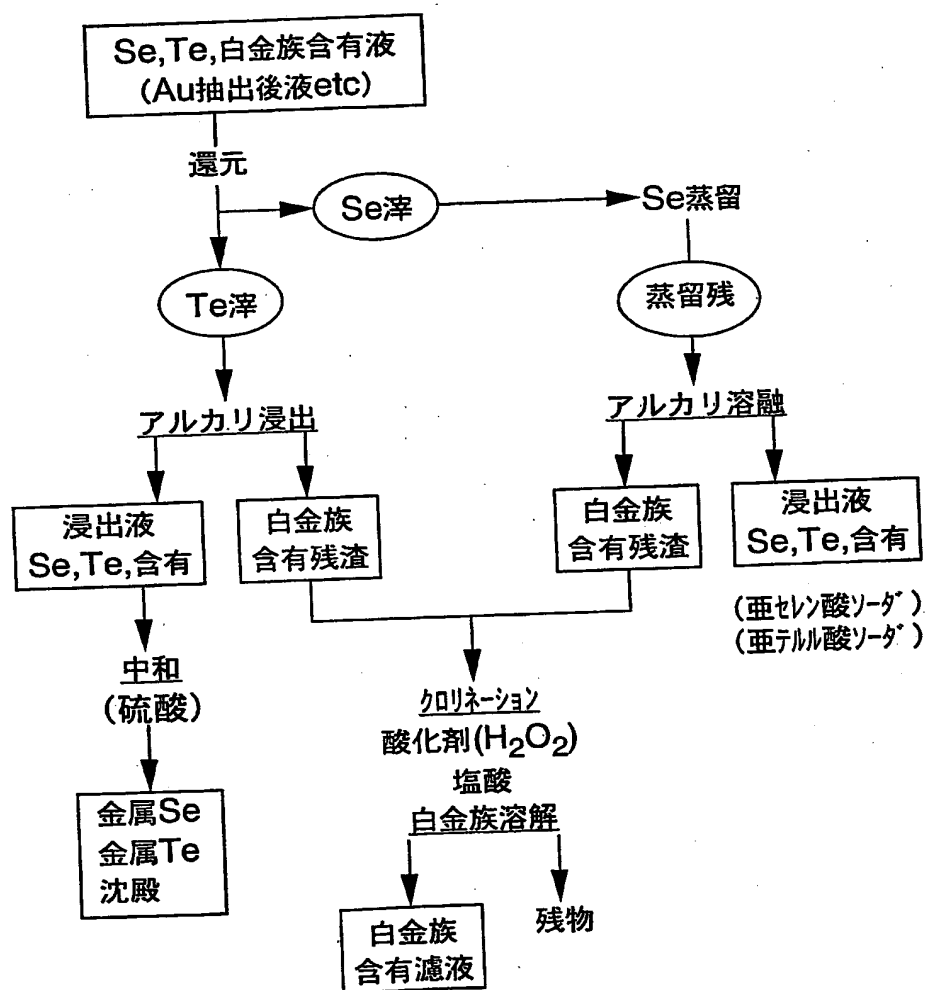 Se,Te,白金族含有液
(Au抽出後液etc)
還元
Se滓
Se蒸留
Te滓
蒸留残
アルカリ浸出
アルカリ溶融
浸出液
Se,Te,含有
白金族
含有残渣
白金族
含有残渣
浸出液
Se,Te,含有
(亜セレン酸ソーダ)
(亜テルル酸ソーダ)
中和
(硫酸)
クロリネーション
酸化剤(H₂O₂)
塩酸
白金族溶解
金属Se
金属Te
沈殿
白金族
含有濾液
残物